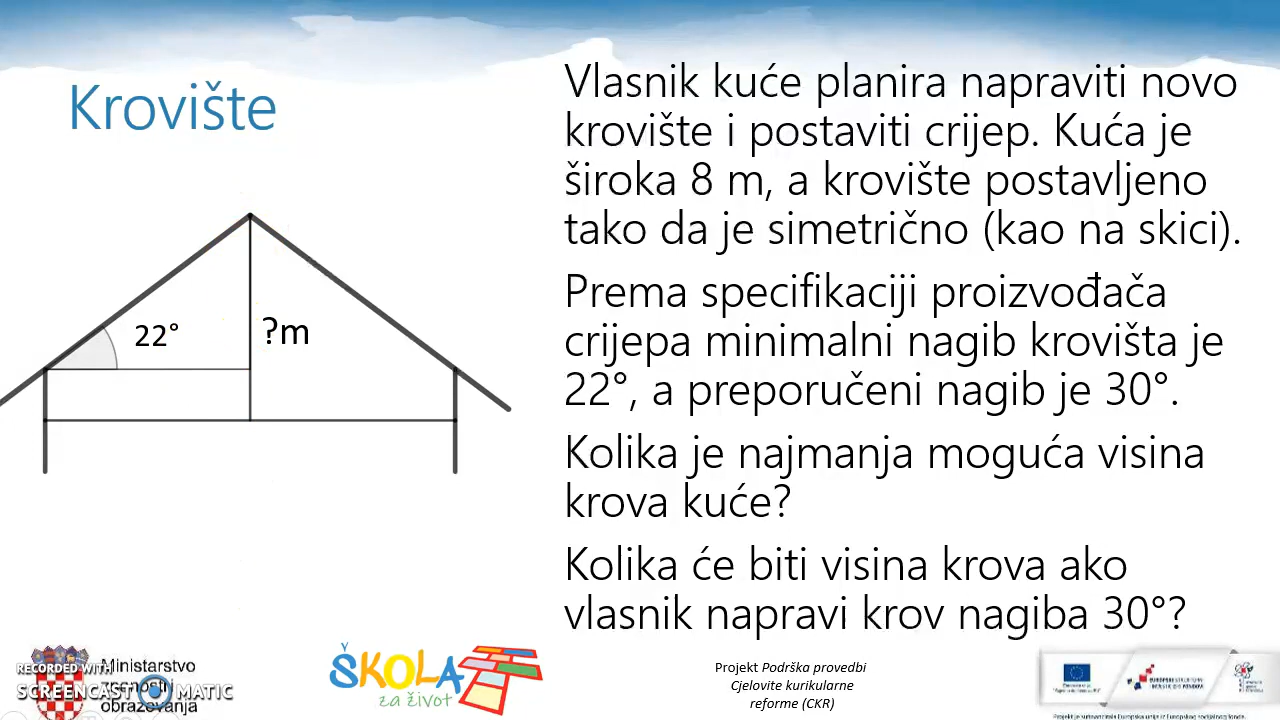 Krovište
Vlasnik kuće planira napraviti novo
krovište i postaviti crijep. Kuća je
široka 8 m, a krovište postavljeno
tako da je simetrično (kao na skici).
Prema specifikaciji proizvođača
crijepa minimalni nagib krovišta je
22°, a preporučeni nagib je 30°.
Kolika je najmanja moguća visina
krova kuće?
Kolika će biti visina krova ako
vlasnik napravi krov nagiba 30°?
22°
?m
RECORDED WITH
SCREENCAST MATIC
Ministarstvo
znanosti
obrazovanja
ŠKOLA
za život
Projekt Podrška provedbi
Cjelovite kurikularne
reforme (CKR)